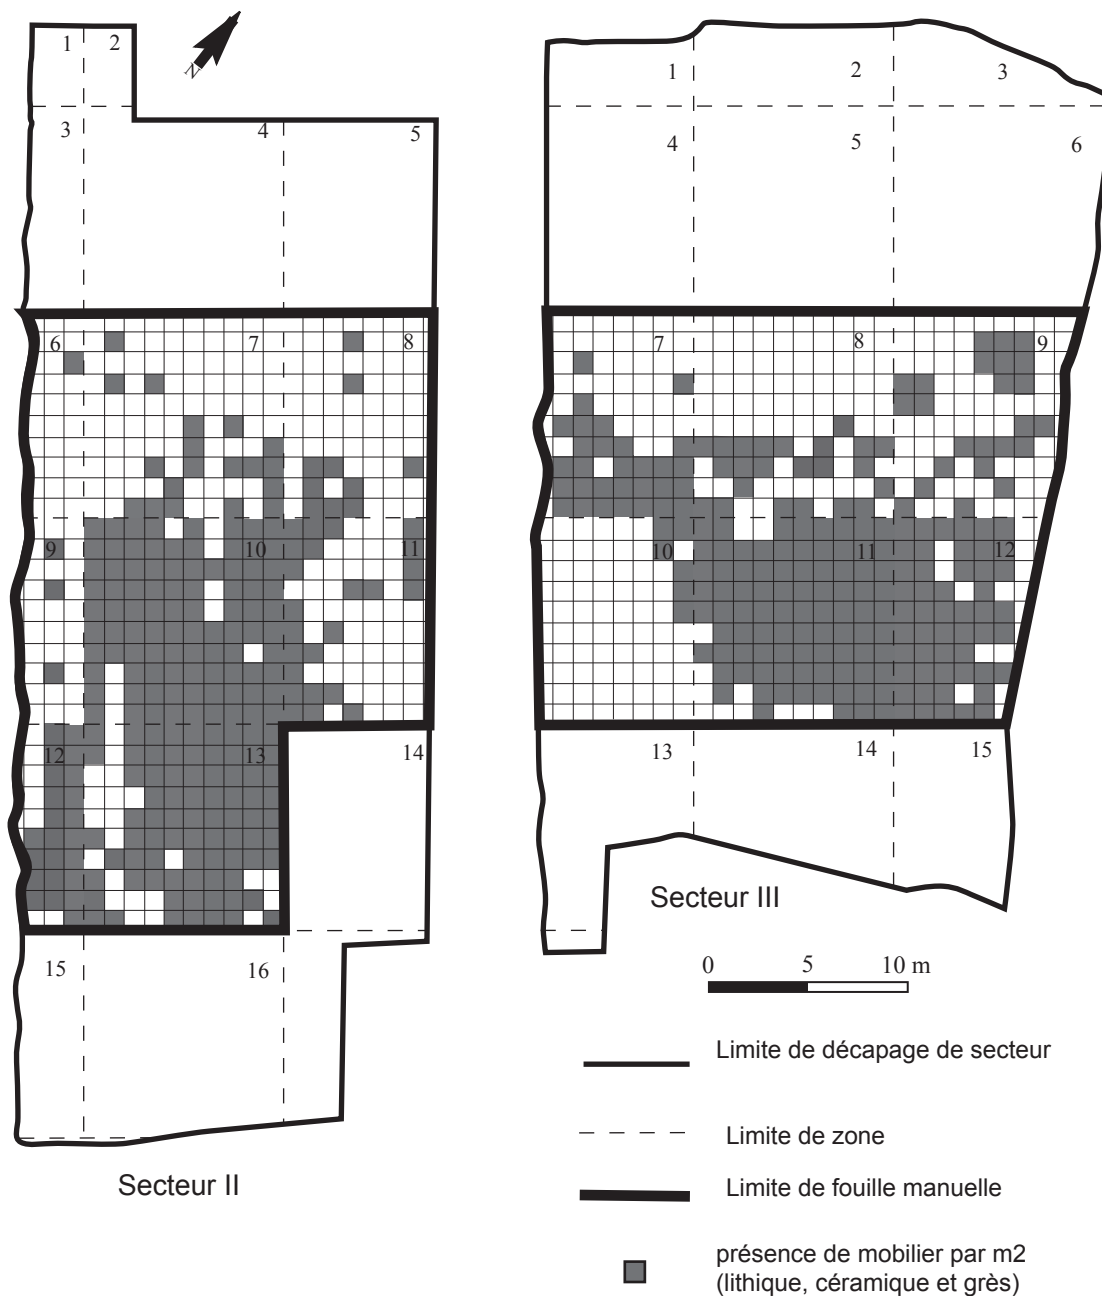 1 2
3 4 5
N
6 7 8
9 10 11
12 13 14
15 16
Secteur II
1 2 3
4 5 6
7 8 9
10 11 12
13 14 15
Secteur III
0 5 10 m
Limite de décapage de secteur
Limite de zone
Limite de fouille manuelle
présence de mobilier par m2
(lithique, céramique et grès)